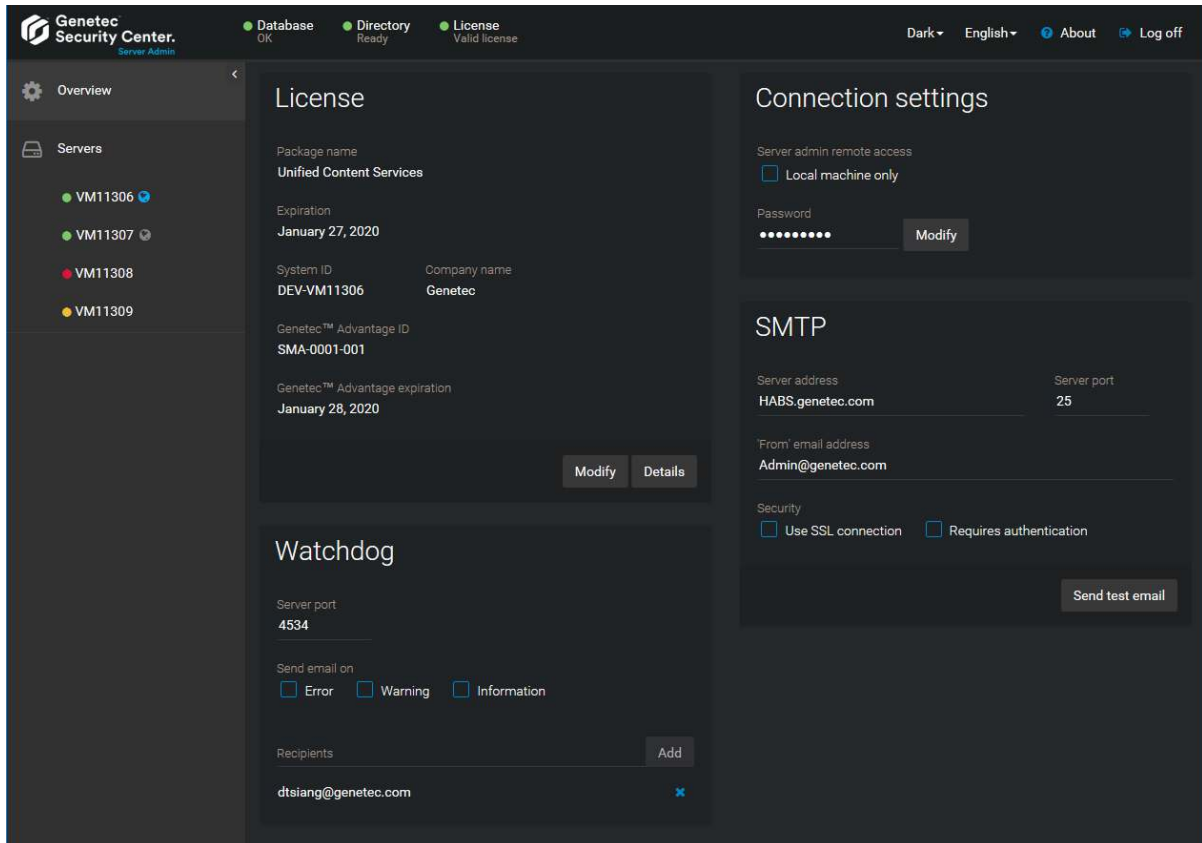 Genetec
Security Center.
Server Admin
Database
OK
Directory
Ready
License
Valid license
Dark
English
About
Log off
Overview
Servers
VM11306
VM11307
VM11308
VM11309
License
Package name
Unified Content Services
Expiration
January 27, 2020
System ID Company name
DEV-VM11306 Genetec
Genetec™ Advantage ID
SMA-0001-001
Genetec™ Advantage expiration
January 28, 2020
Modify Details
Watchdog
Server port
4534
Send email on
Error Warning Information
Recipients Add
dtsiang@genetec.com
Connection settings
Server admin remote access
Local machine only
Password
Modify
SMTP
Server address Server port
HABS.genetec.com 25
'From' email address
Admin@genetec.com
Security
Use SSL connection Requires authentication
Send test email